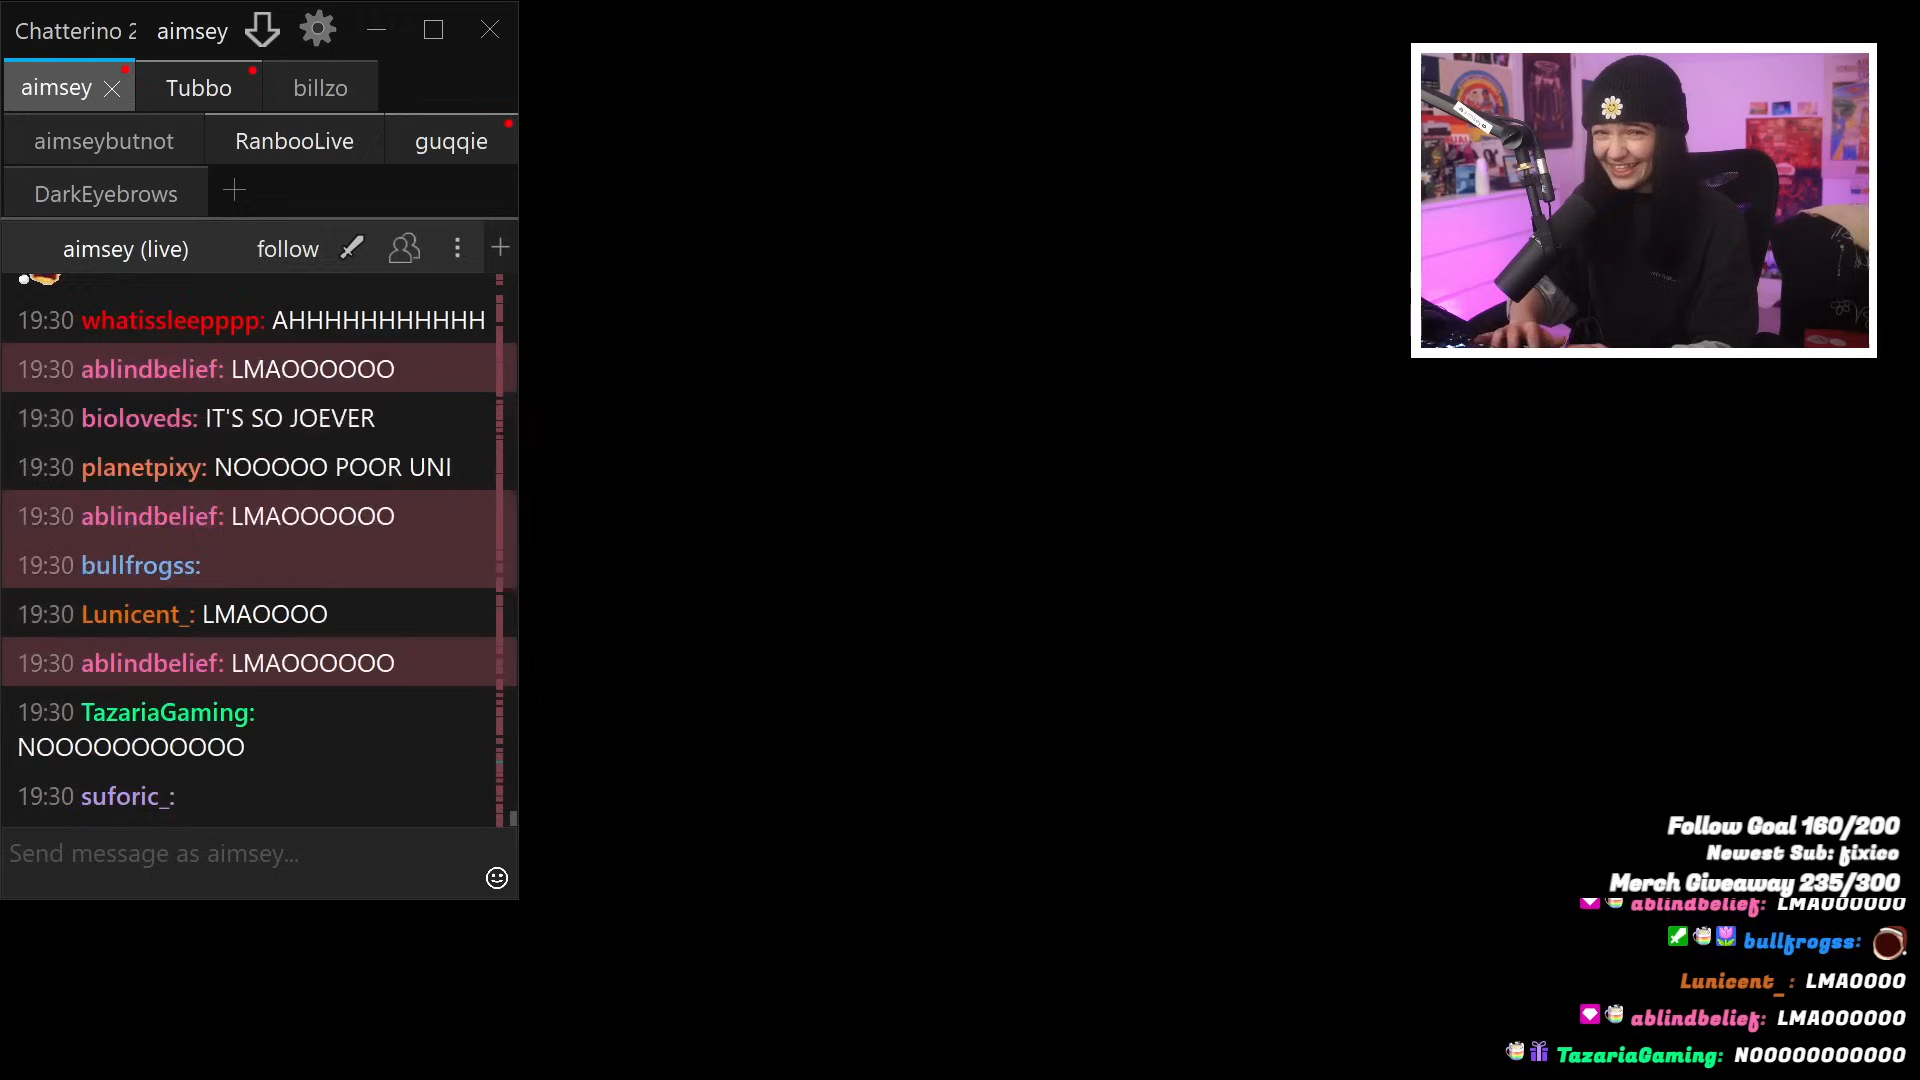 Chatterino 2 aimsey
aimsey Tubbo billzo
aimseybutnot RanbooLive guqqie
DarkEyebrows
aimsey (live) follow
19:30 whatissleepppp: AHHHHHHHHHHH
19:30 ablindbelief: LMAOOOOOO
19:30 bioloveds: IT'S SO JOEVER
19:30 planetpixy: NOOOOO POOR UNI
19:30 ablindbelief: LMAOOOOOO
19:30 bullfrogss:
19:30 Lunicent_: LMAOOOO
19:30 ablindbelief: LMAOOOOOO
19:30 TazariaGaming:
NOOOOOOOOOOO
19:30 suforic_:
Send message as aimsey...
Follow Goal 160/200
Newest Sub: fixico
Merch Giveaway 235/300
ablindbelief: LMAOOOOOO
bullfrogss:
Lunicent_: LMAOOOO
ablindbelief: LMAOOOOOO
TazariaGaming: NOOOOOOOOOOO